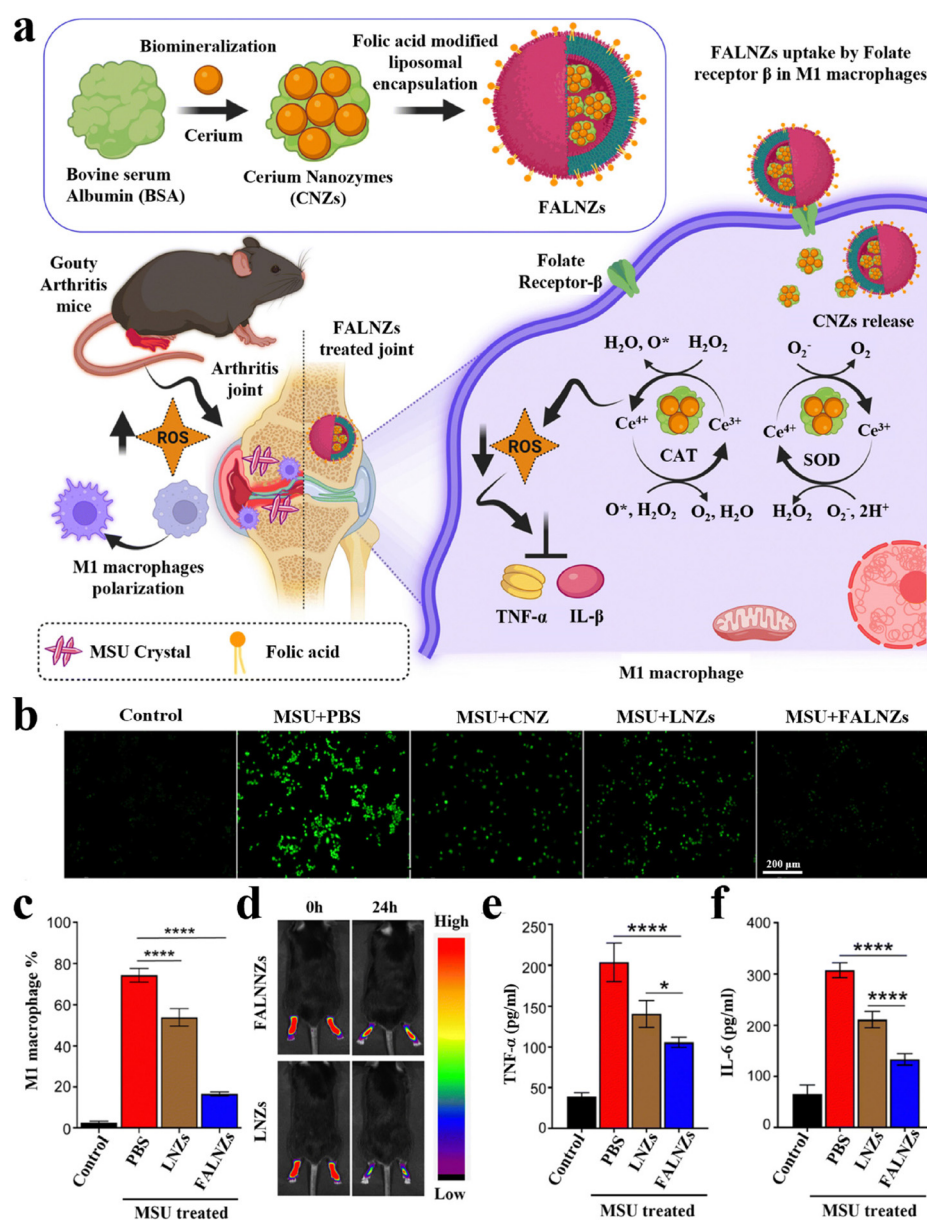 a
Biomineralization
Cerium
Bovine serum
Albumin (BSA)
Cerium Nanozymes
(CNZs)
Folic acid modified
liposomal
encapsulation
FALNZs
FALNZs uptake by Folate
receptor β in M1 macrophages
Gouty
Arthritis
mice
Arthritis
joint
FALNZs
treated joint
ROS
M1 macrophages
polarization
MSU Crystal
Folic acid
Folate
Receptor-β
CNZs release
H₂O, O*
H₂O₂
Ce⁴⁺
Ce³⁺
CAT
O*, H₂O₂
O₂, H₂O
O₂⁻
O₂
Ce⁴⁺
Ce³⁺
SOD
H₂O₂
O₂⁻, 2H⁺
ROS
TNF-α
IL-β
M1 macrophage
b
Control
MSU+PBS
MSU+CNZ
MSU+LNZs
MSU+FALNZs
200 µm
c
M1 macrophage %
100
80
60
40
20
0
****
****
Control
PBS
LNZs
FALNZs
MSU treated
d
0h
24h
FALNNZs
LNZs
High
Low
e
TNF-α (pg/ml)
250
200
150
100
50
0
****
*
Control
PBS
LNZs
FALNZs
MSU treated
f
IL-6 (pg/ml)
400
300
200
100
0
****
****
Control
PBS
LNZs
FALNZs
MSU treated